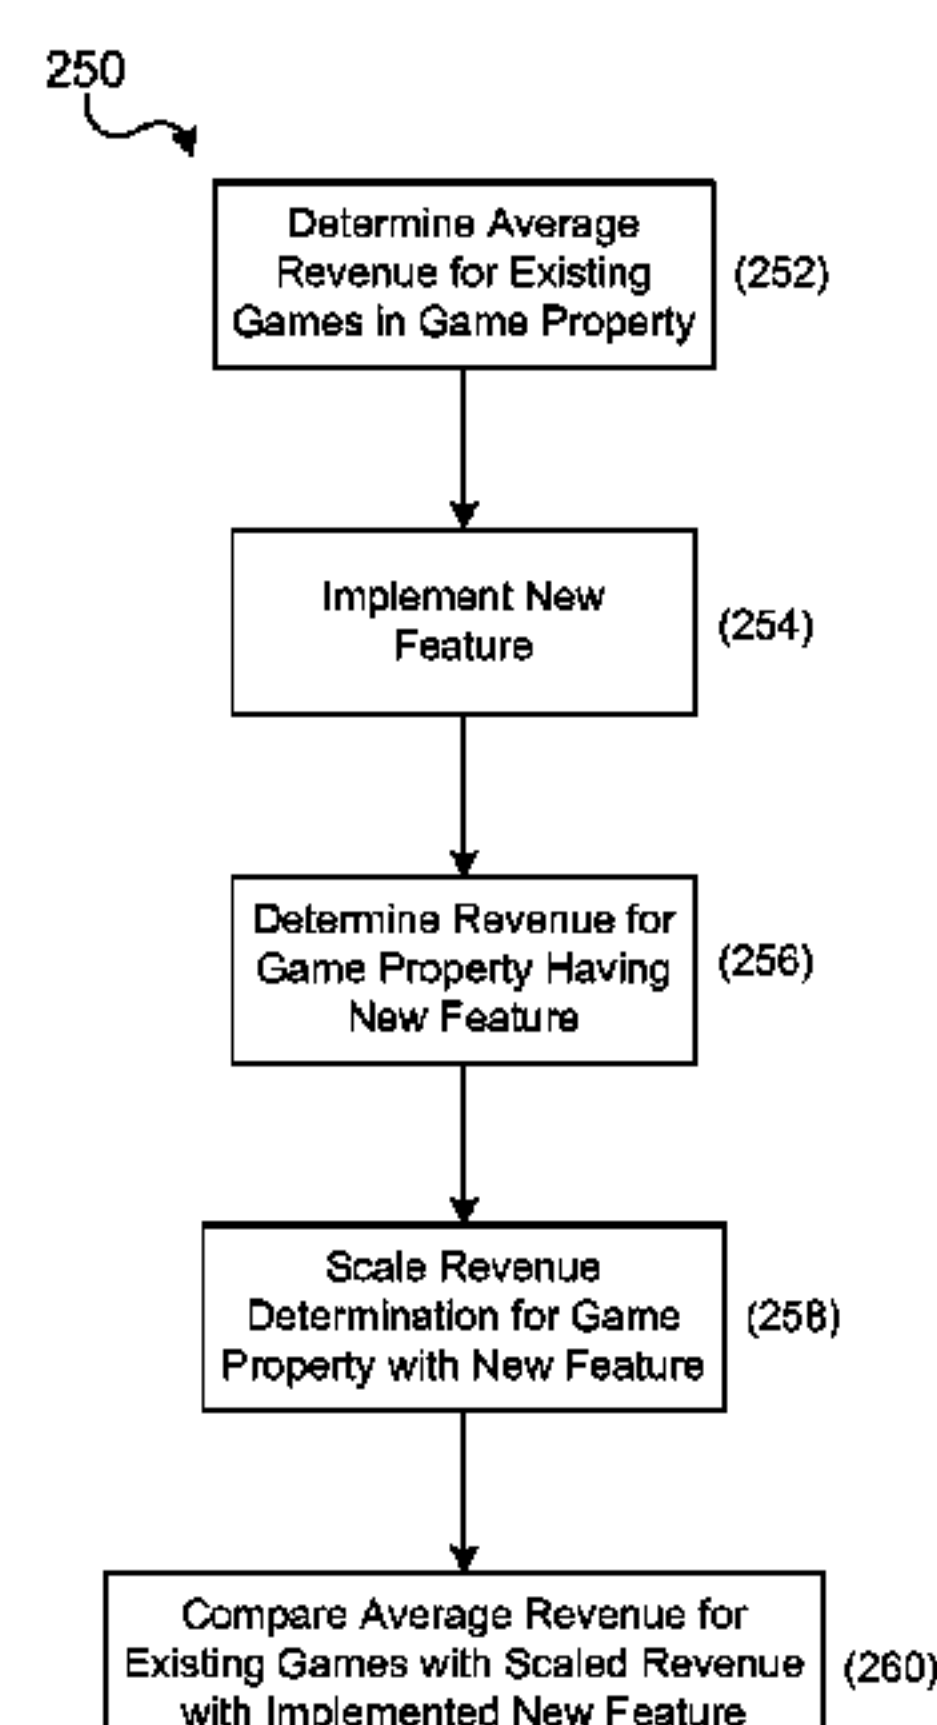 250
Determine Average
Revenue for Existing
Games in Game Property
(252)
Implement New
Feature
(254)
Determine Revenue for
Game Property Having
New Feature
(256)
Scale Revenue
Determination for Game
Property with New Feature
(258)
Compare Average Revenue for
Existing Games with Scaled Revenue
with Implemented New Feature
(260)